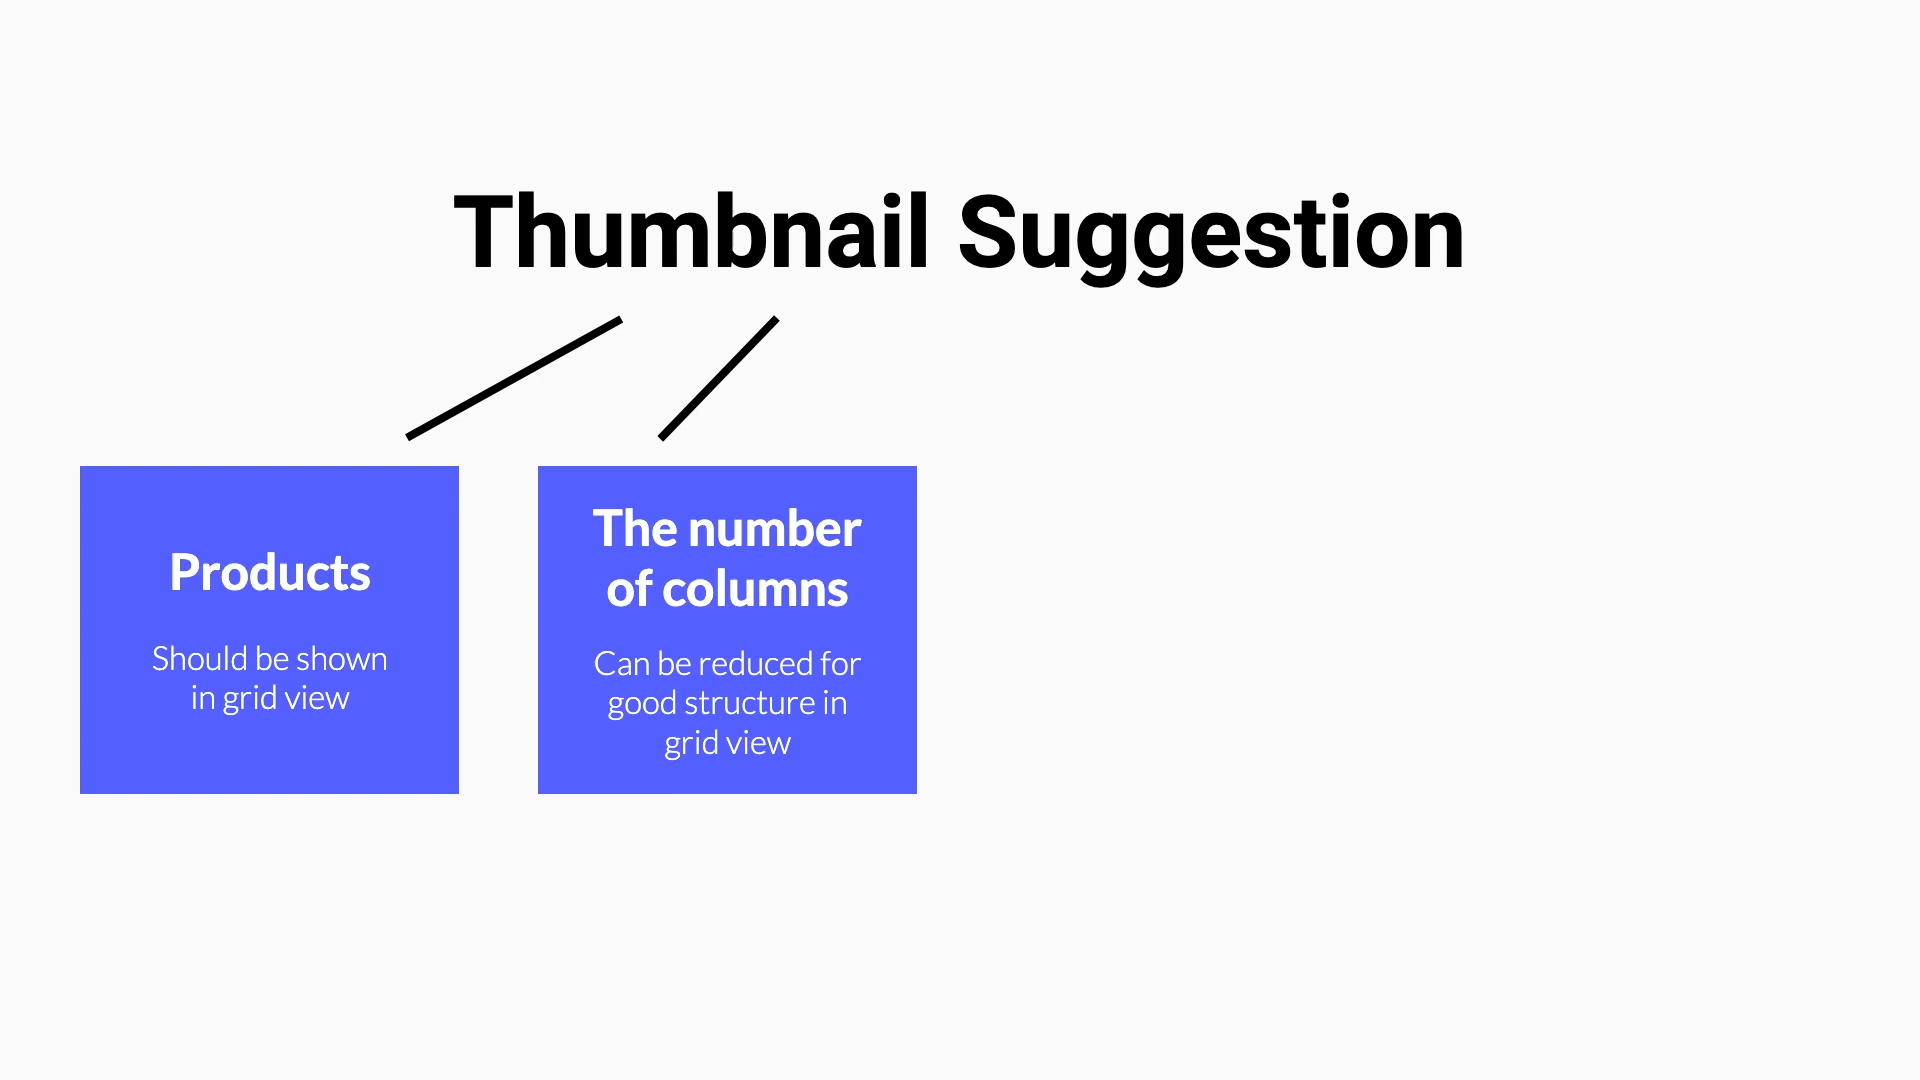 Thumbnail Suggestion
Products
Should be shown
in grid view
The number
of columns
Can be reduced for
good structure in
grid view